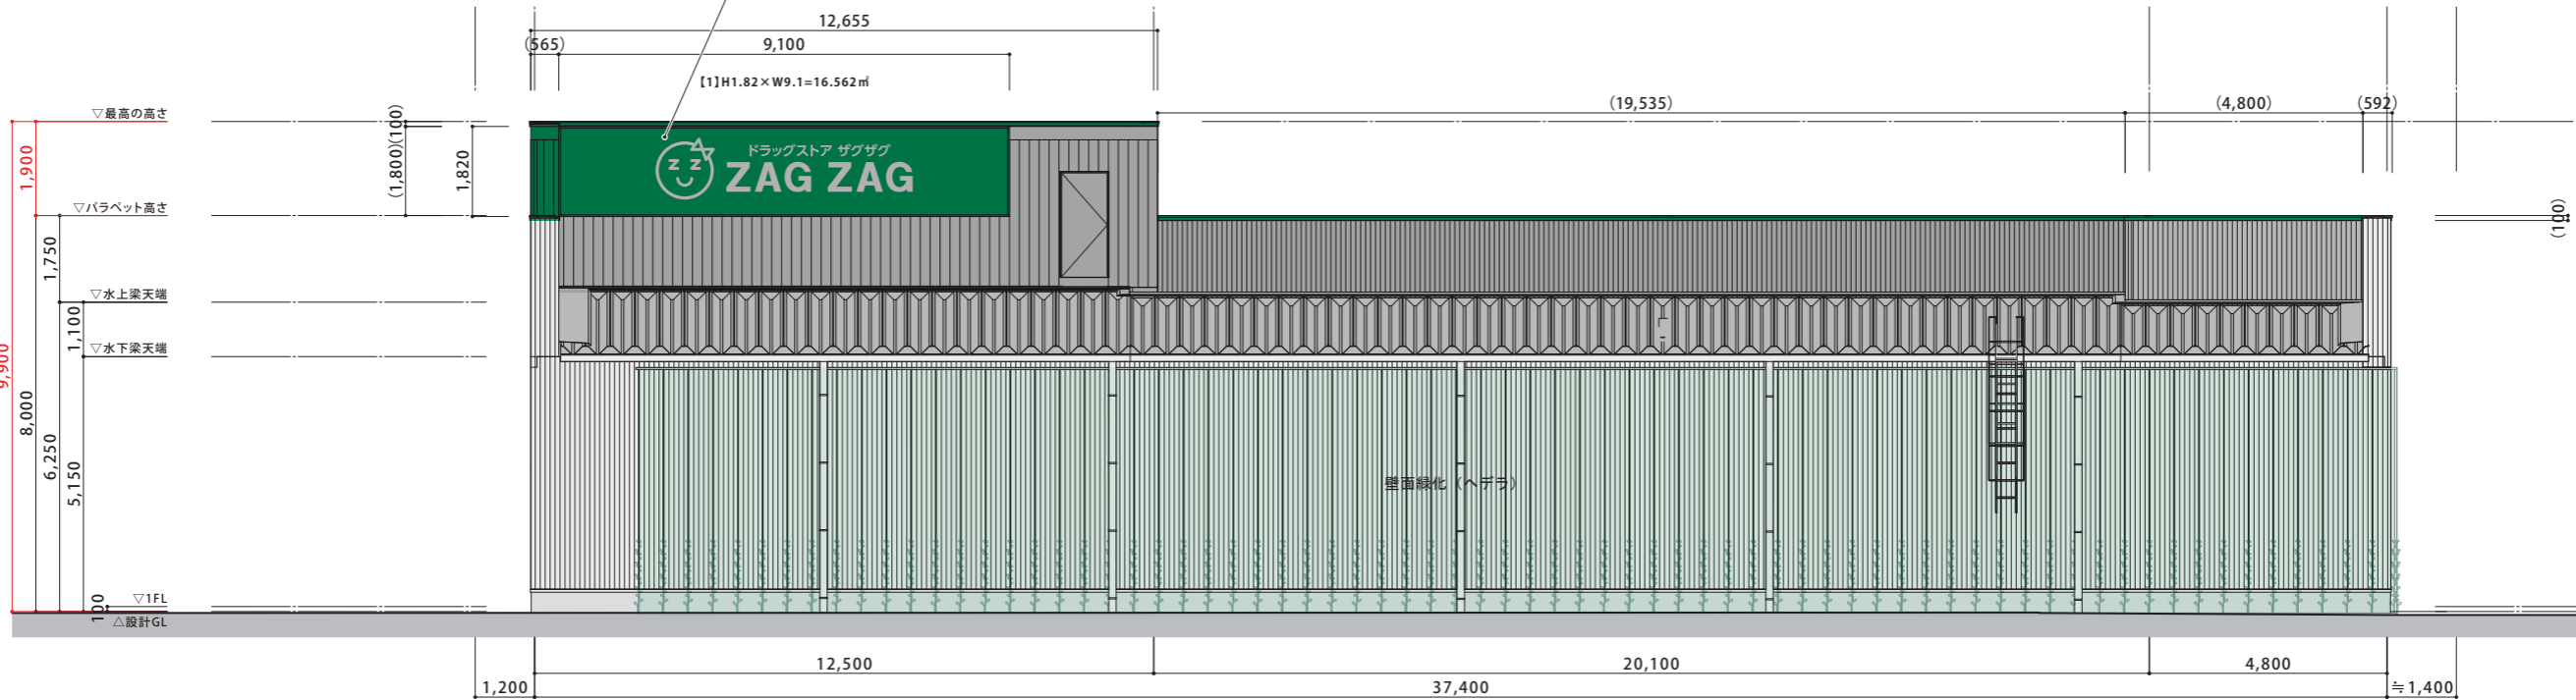 12,655
(565)
9,100
【1】H1.82×W9.1=16.562㎡
(19,535)
(4,800)
(592)
▽最高の高さ
(100)
(1,800)
1,820
1,900
ドラッグストア ザグザグ
z z
ZAG ZAG
▽パラペット高さ
(100)
1,750
▽水上梁天端
1,100
▽水下梁天端
9,900
8,000
6,250
5,150
壁面緑化（ヘデラ）
▽1FL
100
△設計GL
12,500
20,100
4,800
1,200
37,400
≒1,400